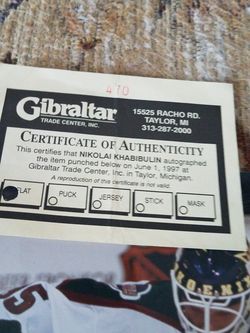 470
Gibraltar
TRADE CENTER, INC.
15525 RACHO RD.
TAYLOR, MI
313-287-2000
CERTIFICATE OF AUTHENTICITY
This certifies that NIKOLAI KHABIBULIN autographed
the item punched below on June 1, 1997 at
Gibraltar Trade Center, Inc. in Taylor, Michigan.
A reproduction of this certificate is not valid.
FLAT
PUCK
JERSEY
STICK
MASK
5